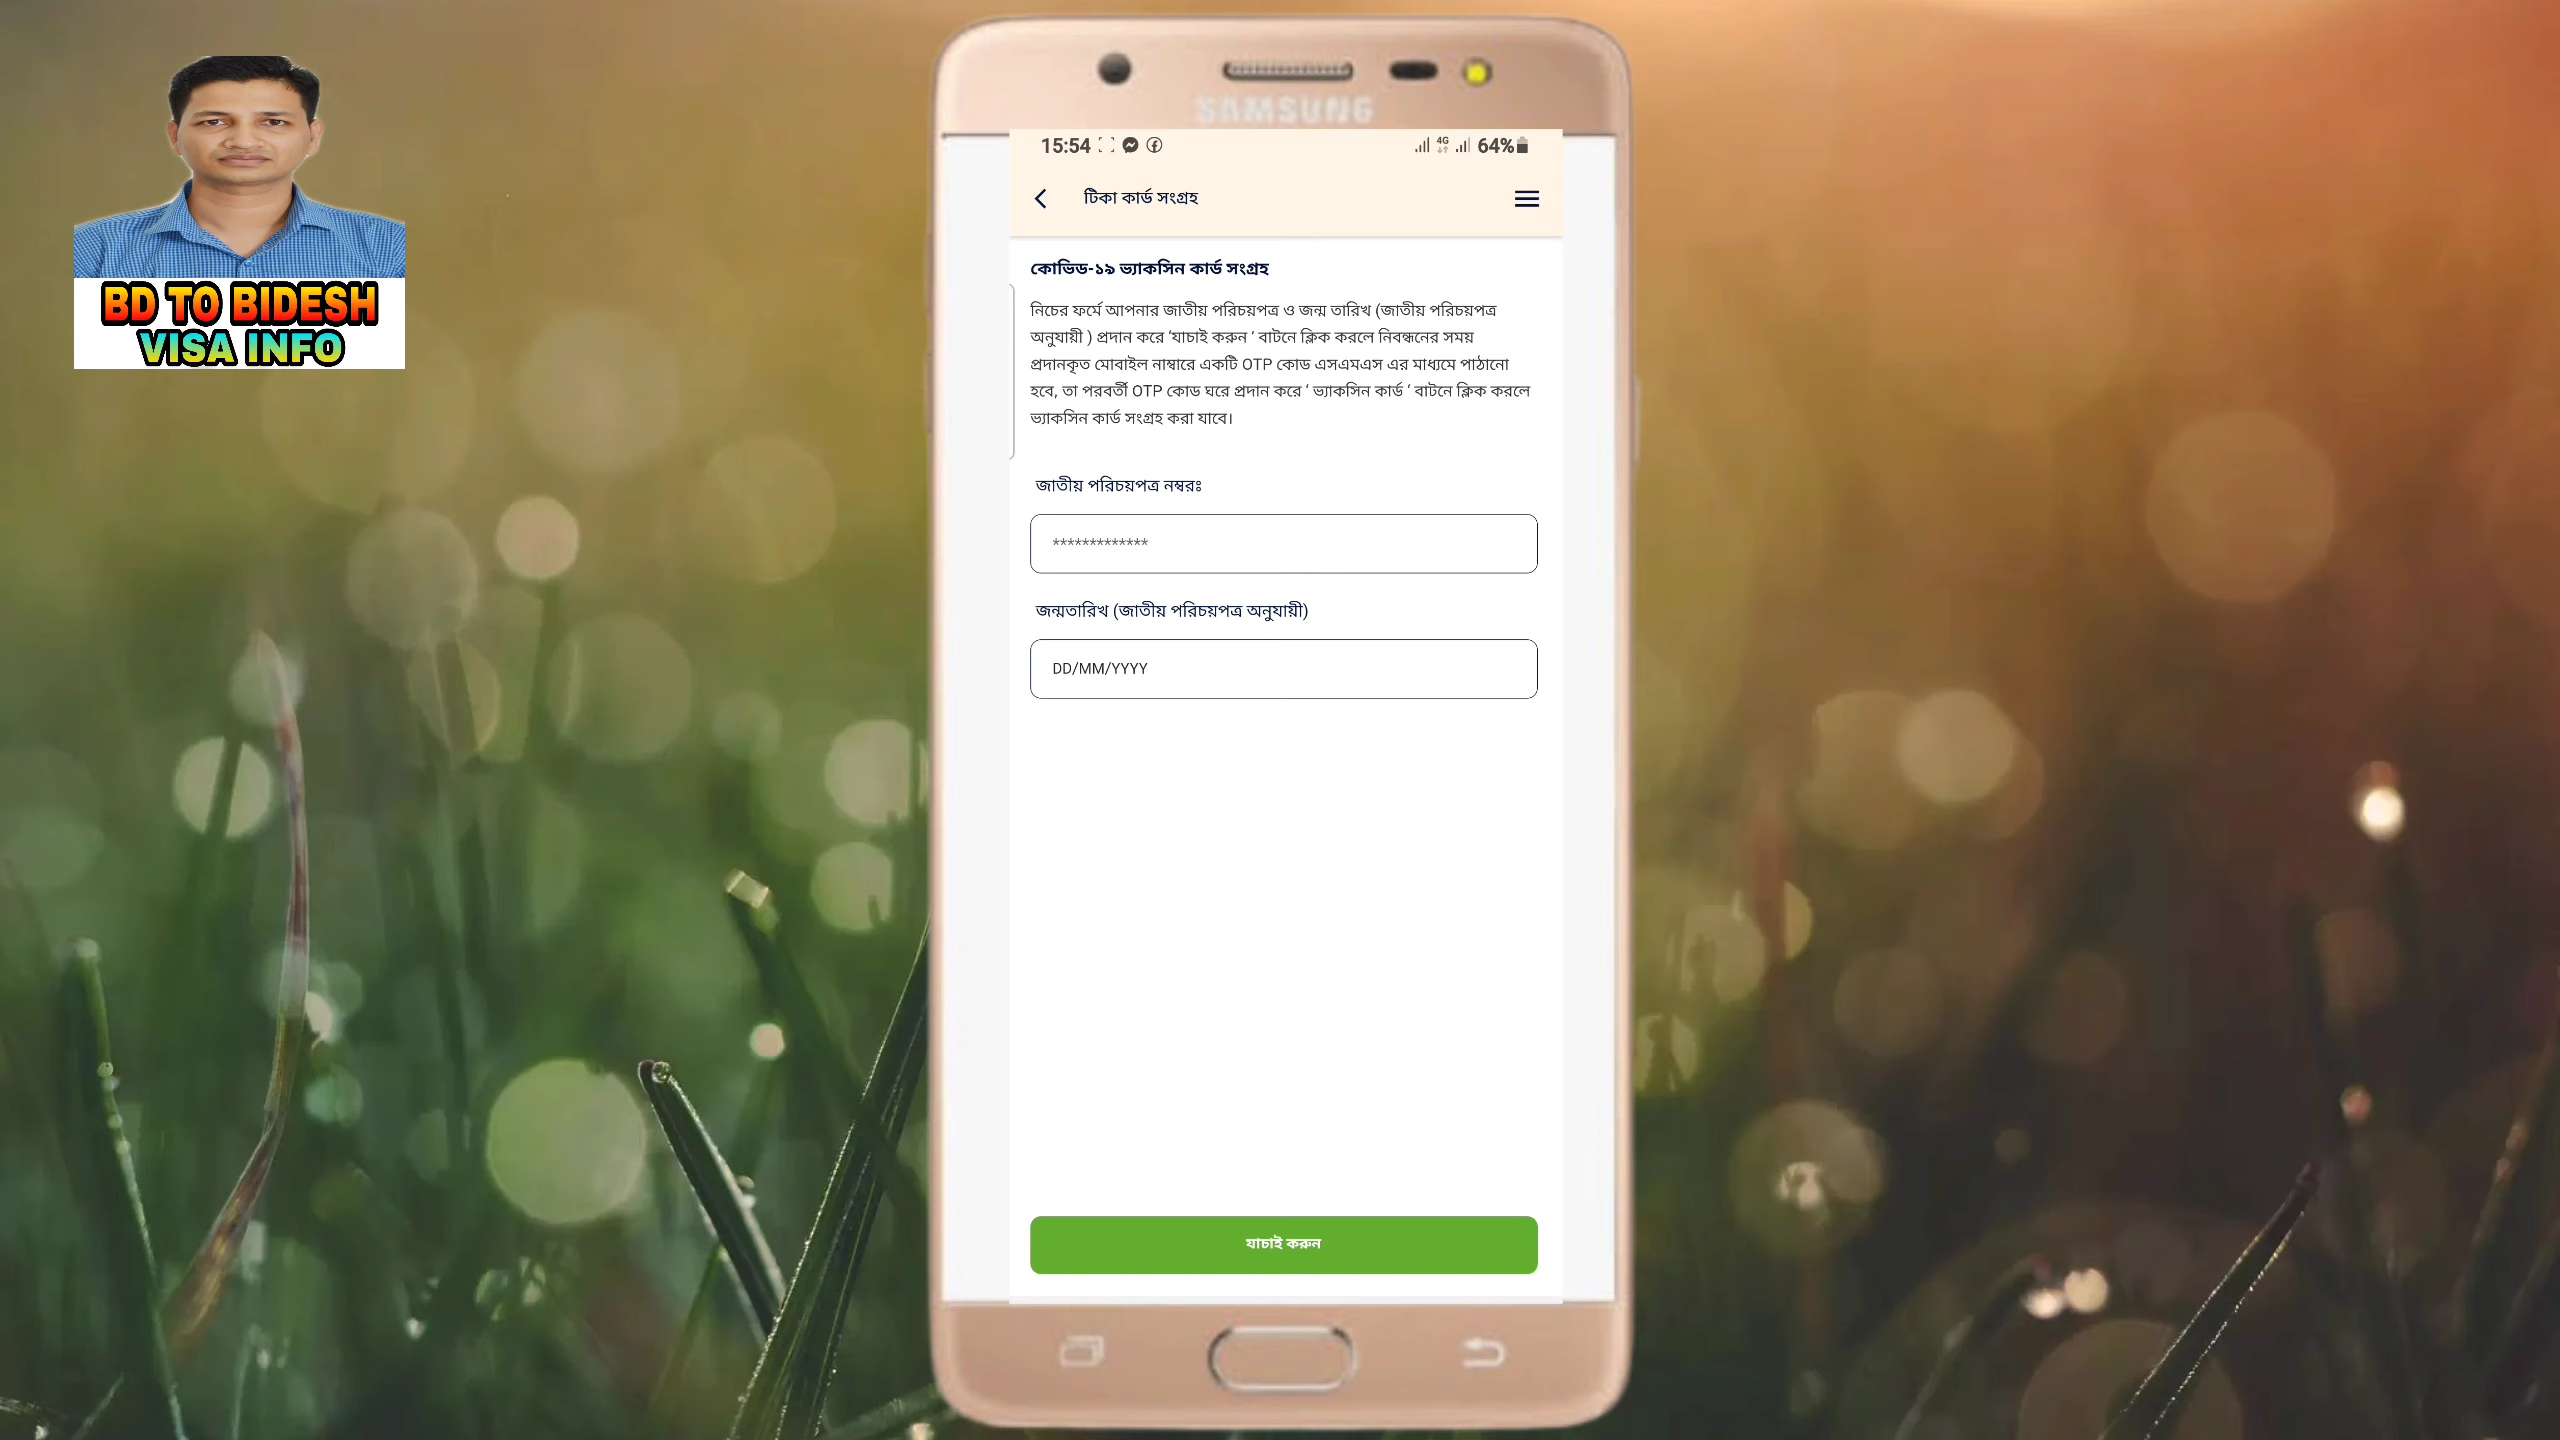 BD TO BIDESH
VISA INFO
SAMSUNG
15:54
4G
64%
টিকা কার্ড সংগ্রহ
কোভিড-১৯ ভ্যাকসিন কার্ড সংগ্রহ
নিচের ফর্মে আপনার জাতীয় পরিচয়পত্র ও জন্ম তারিখ (জাতীয় পরিচয়পত্র
অনুযায়ী ) প্রদান করে ‘যাচাই করুন ’ বাটনে ক্লিক করলে নিবন্ধনের সময়
প্রদানকৃত মোবাইল নাম্বারে একটি OTP কোড এসএমএস এর মাধ্যমে পাঠানো
হবে, তা পরবর্তী OTP কোড ঘরে প্রদান করে ‘ ভ্যাকসিন কার্ড ‘ বাটনে ক্লিক করলে
ভ্যাকসিন কার্ড সংগ্রহ করা যাবে।
জাতীয় পরিচয়পত্র নম্বরঃ
*************
জন্মতারিখ (জাতীয় পরিচয়পত্র অনুযায়ী)
DD/MM/YYYY
যাচাই করুন